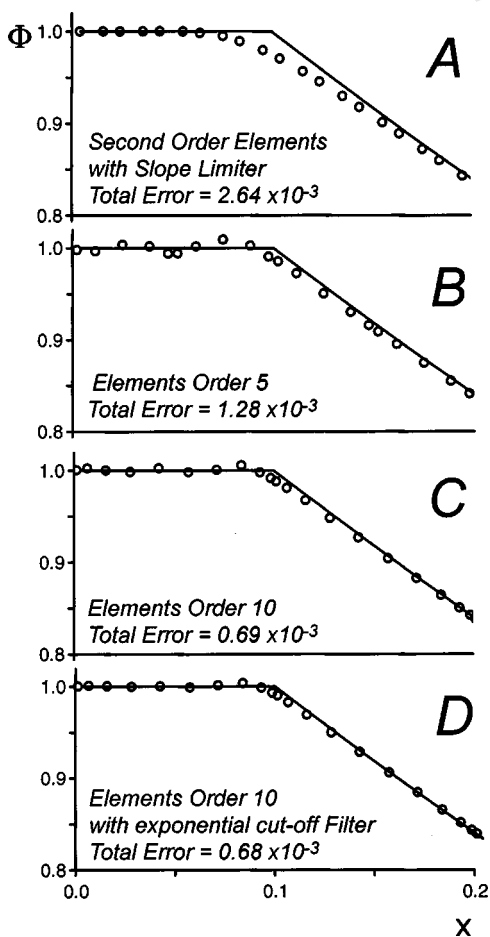 Φ
1.0
A
0.9
Second Order Elements
with Slope Limiter
Total Error = 2.64 x10-3
0.8
1.0
B
0.9
Elements Order 5
Total Error = 1.28 x10-3
0.8
1.0
C
0.9
Elements Order 10
Total Error = 0.69 x10-3
0.8
1.0
D
0.9
Elements Order 10
with exponential cut-off Filter
Total Error = 0.68 x10-3
0.8
0.0 0.1 0.2
x